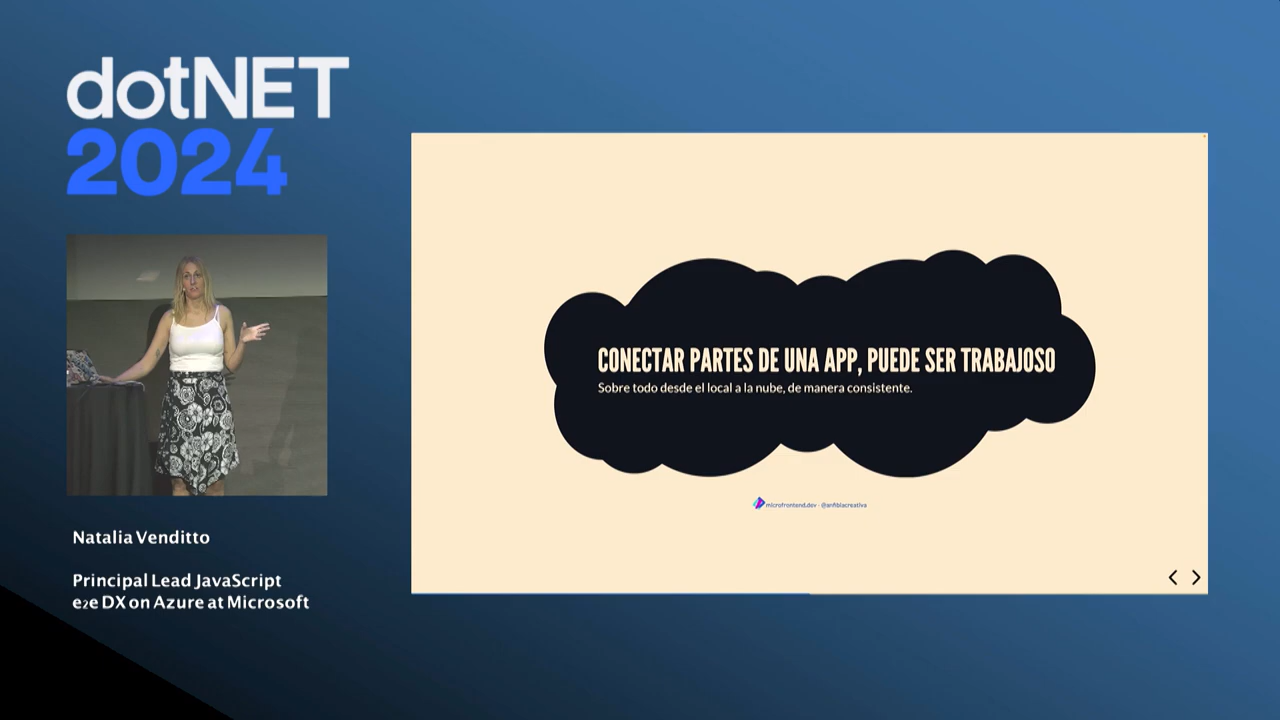 dotNET
2024
CONECTAR PARTES DE UNA APP, PUEDE SER TRABAJOSO
Sobre todo desde el local a la nube, de manera consistente.
microfrontend.dev - @anfibiacreativa
Natalia Venditto
Principal Lead JavaScript
e2e DX on Azure at Microsoft